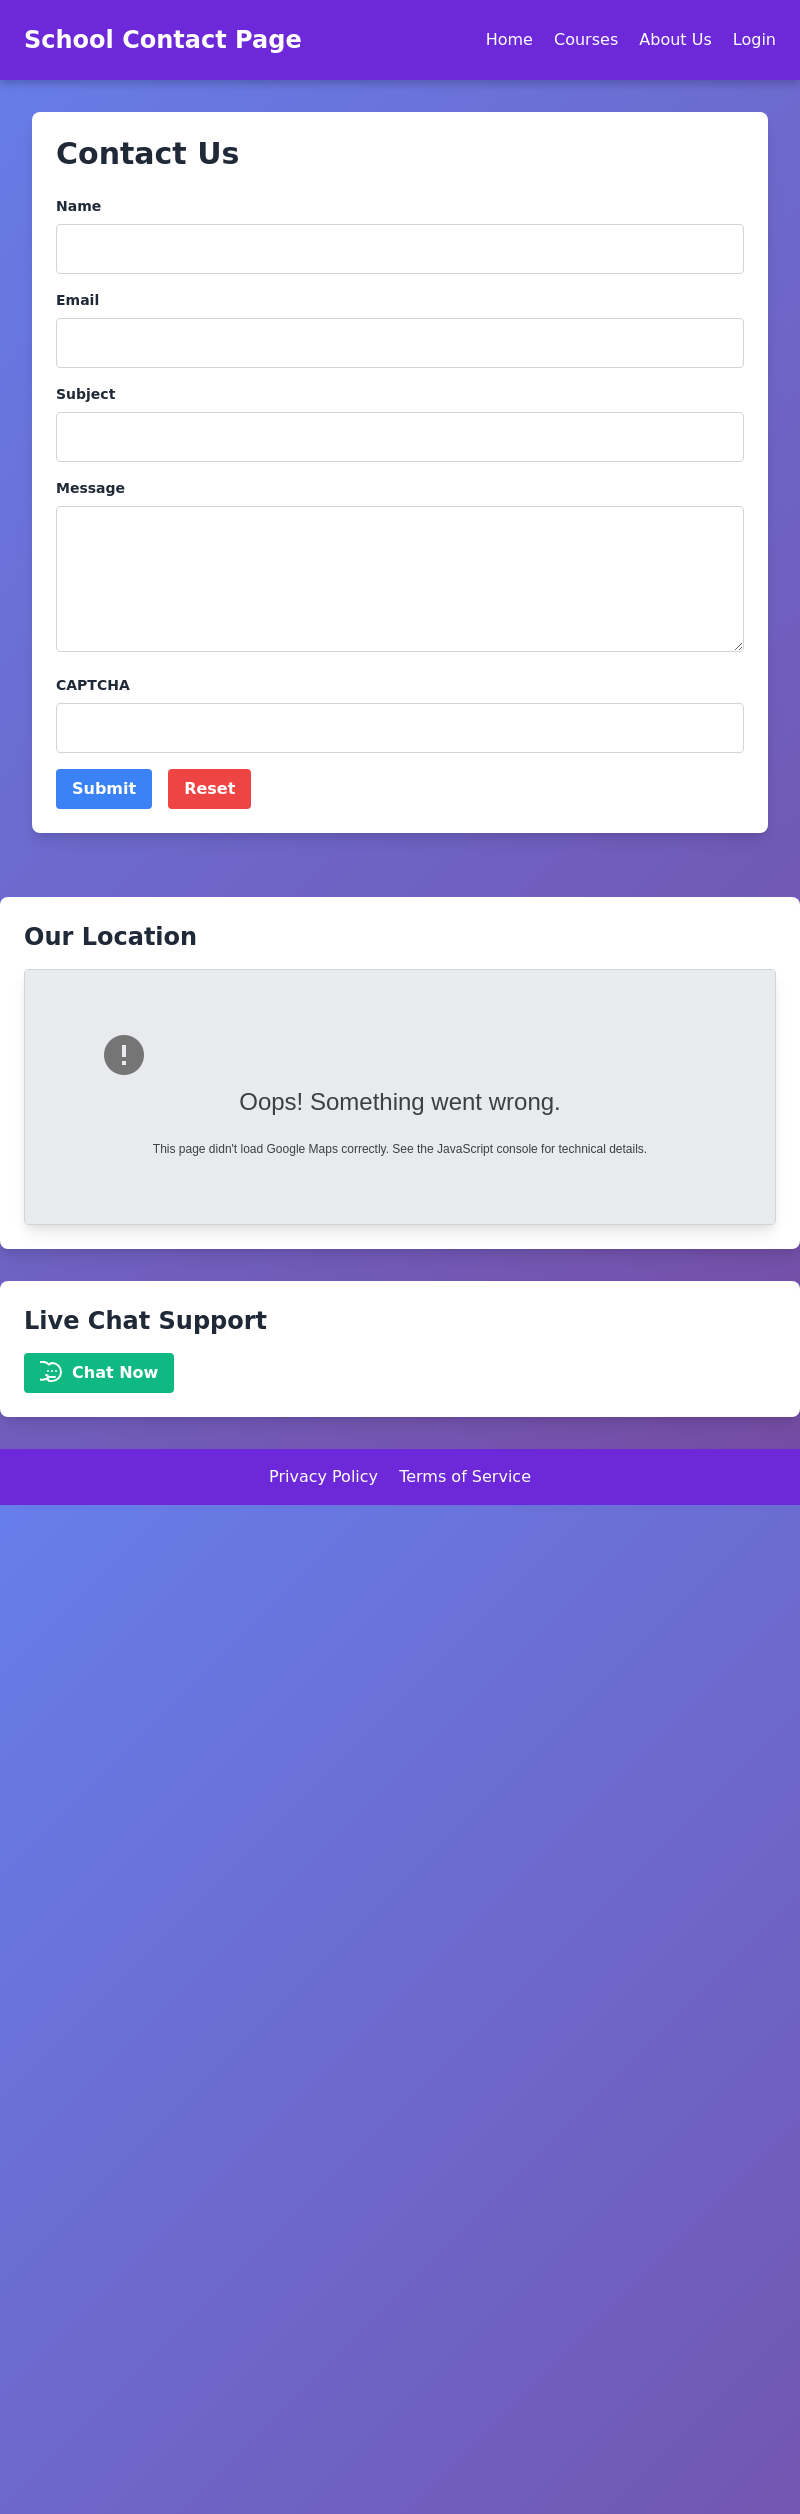 School Contact Page
Home Courses About Us Login
Contact Us
Name
Email
Subject
Message
CAPTCHA
Submit Reset
Our Location
Oops! Something went wrong.
This page didn't load Google Maps correctly. See the JavaScript console for technical details.
Live Chat Support
Chat Now
Privacy Policy Terms of Service